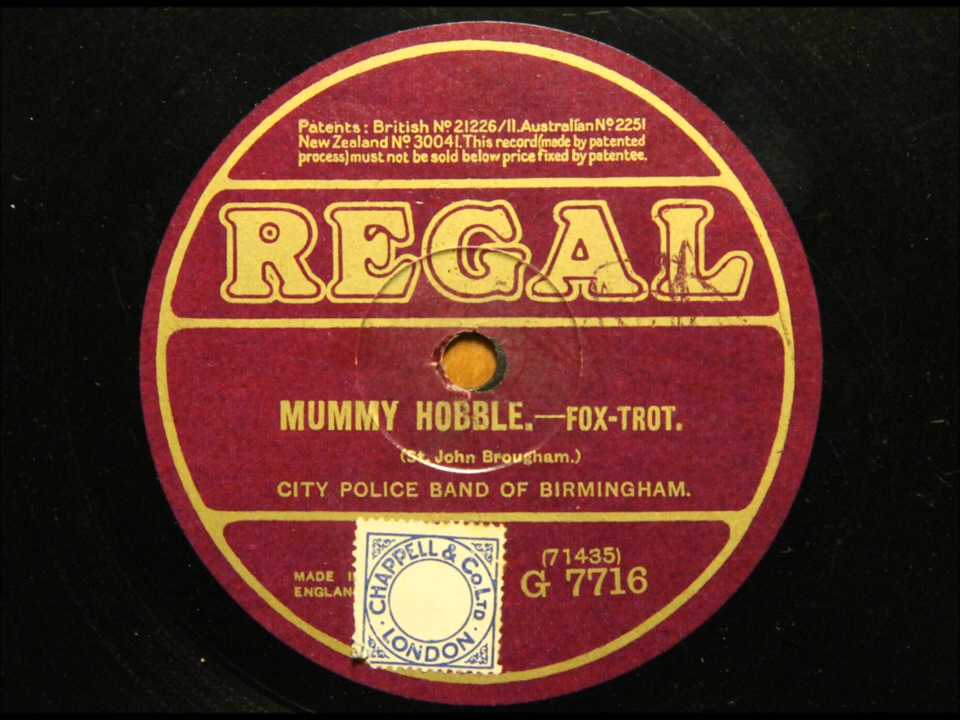 Patents: British Nº 21226/11. Australian Nº 2251
New Zealand Nº 30041. This record (made by patented
process) must not be sold below price fixed by patentee.
REGAL
MUMMY HOBBLE.—FOX-TROT.
(St. John Brougham.)
CITY POLICE BAND OF BIRMINGHAM.
MADE I
ENGLAN
CHAPPELL & CO. LTD
· LONDON ·
(71435)
G 7716